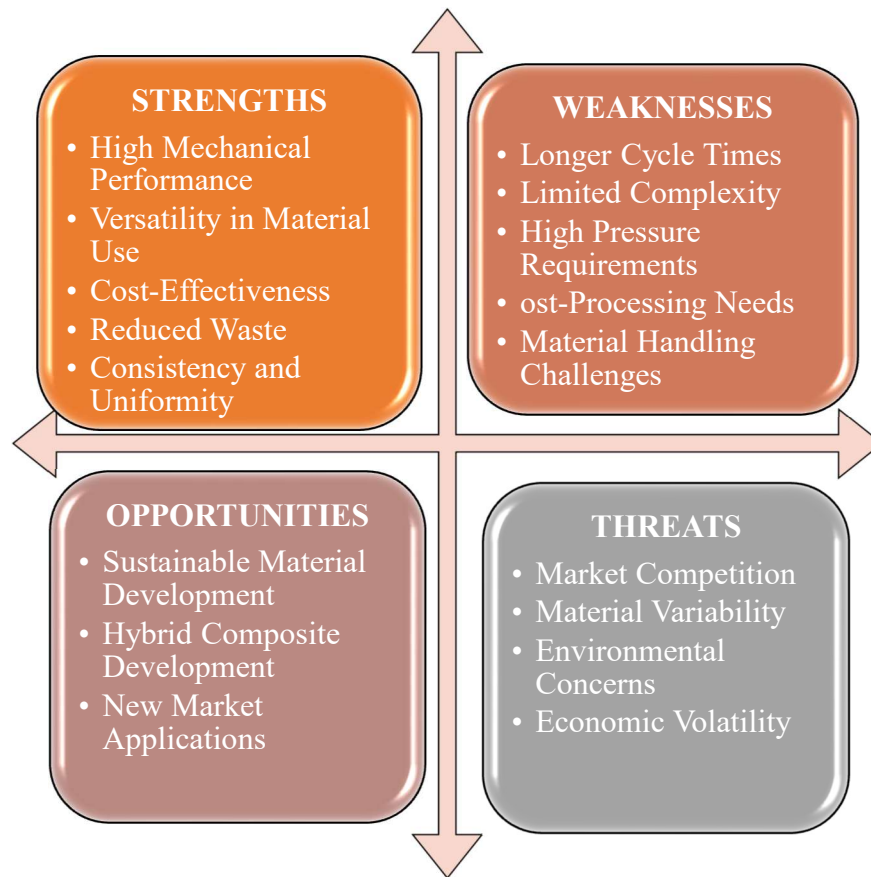 STRENGTHS
• High Mechanical
Performance
• Versatility in Material
Use
• Cost-Effectiveness
• Reduced Waste
• Consistency and
Uniformity
WEAKNESSES
• Longer Cycle Times
• Limited Complexity
• High Pressure
Requirements
• ost-Processing Needs
• Material Handling
Challenges
OPPORTUNITIES
• Sustainable Material
Development
• Hybrid Composite
Development
• New Market
Applications
THREATS
• Market Competition
• Material Variability
• Environmental
Concerns
• Economic Volatility